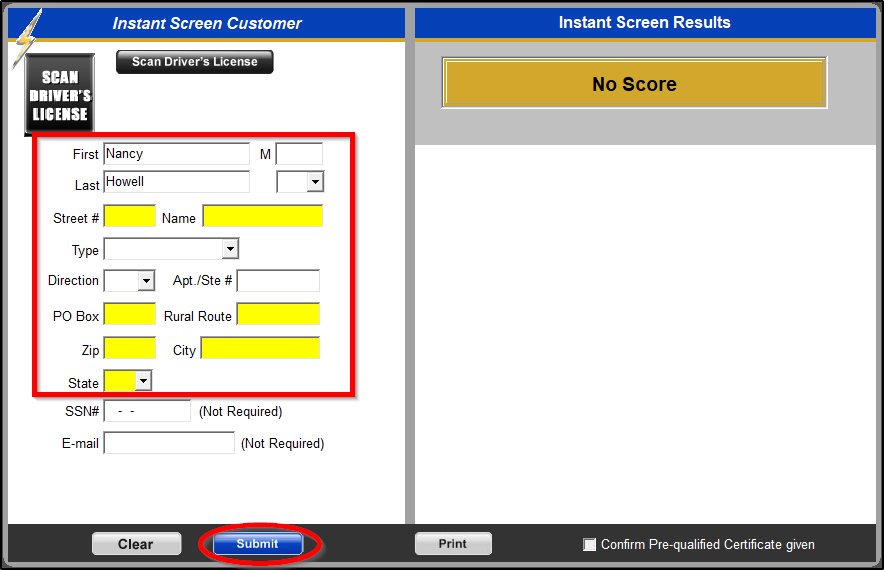 Instant Screen Customer
Instant Screen Results
SCAN
DRIVER'S
LICENSE
Scan Driver's License
No Score
First Nancy M
Last Howell
Street # Name
Type
Direction Apt./Ste #
PO Box Rural Route
Zip City
State
SSN# - - (Not Required)
E-mail (Not Required)
Clear Submit Print Confirm Pre-qualified Certificate given